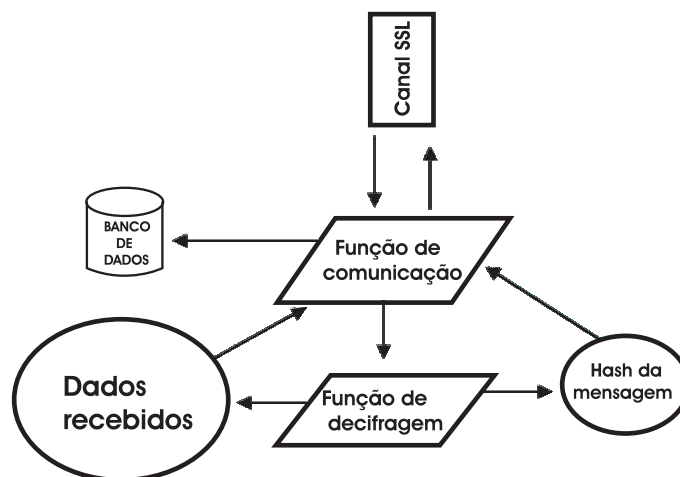 Canal SSL
BANCO
DE
DADOS
Função de
comunicação
Dados
recebidos
Função de
decifragem
Hash da
mensagem